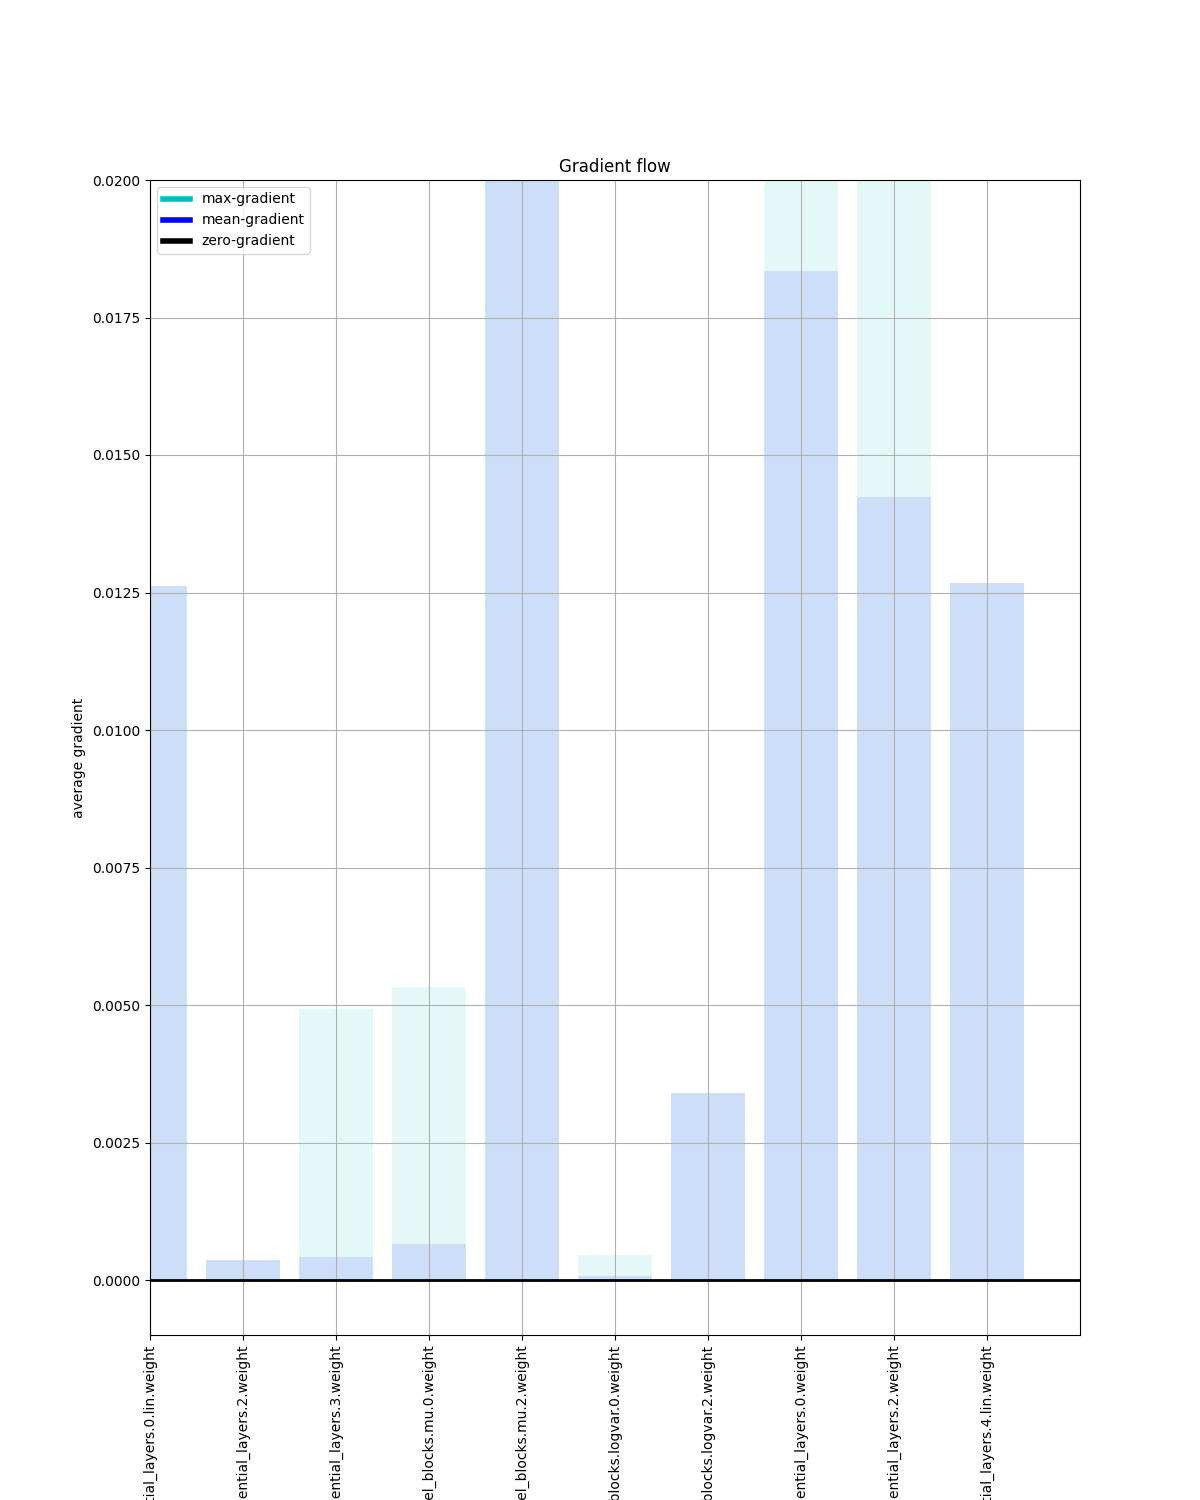 Gradient flow
max-gradient
mean-gradient
zero-gradient
0.0200
0.0175
0.0150
0.0125
0.0100
0.0075
0.0050
0.0025
0.0000
average gradient
tial_layers.0.lin.weight
ential_layers.2.weight
ential_layers.3.weight
el_blocks.mu.0.weight
el_blocks.mu.2.weight
blocks.logvar.0.weight
blocks.logvar.2.weight
ential_layers.0.weight
ential_layers.2.weight
tial_layers.4.lin.weight